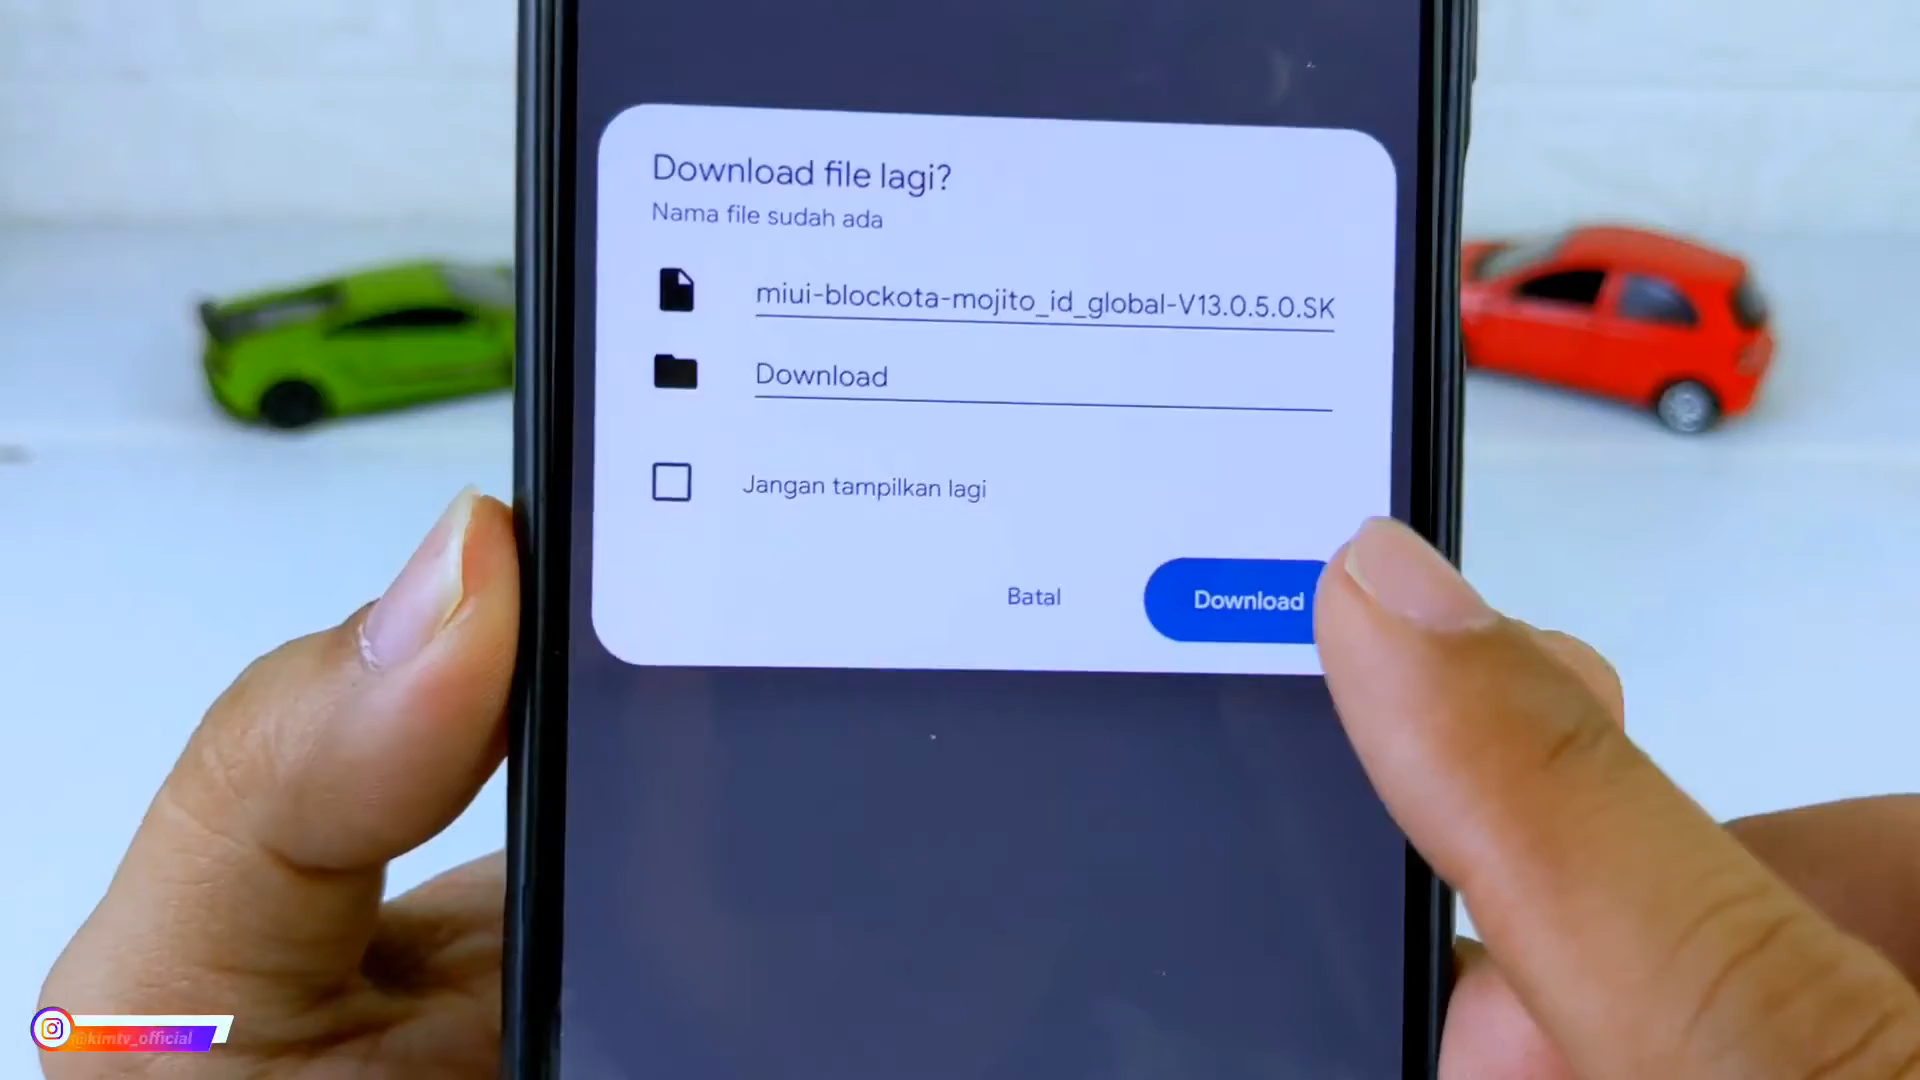 Download file lagi?
Nama file sudah ada
miui-blockota-mojito_id_global-V13.0.5.0.SK
Download
Jangan tampilkan lagi
Batal
Download
@kimtv_official